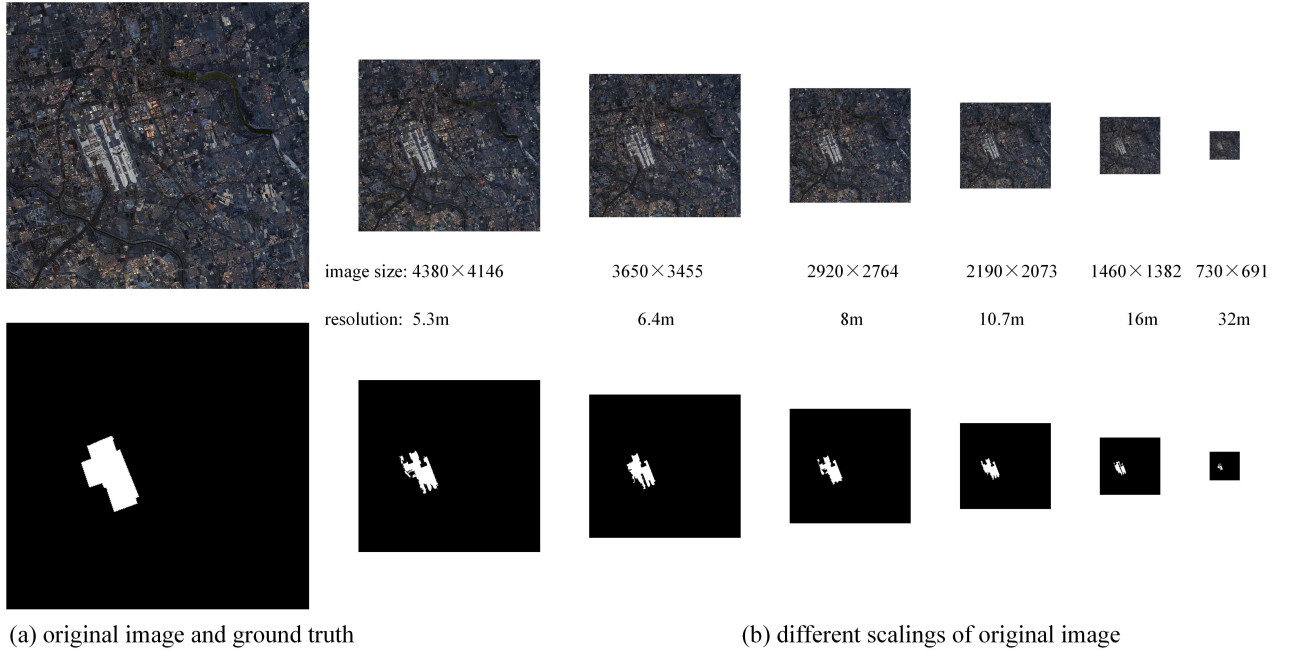 image size: 4380×4146 3650×3455 2920×2764 2190×2073 1460×1382 730×691
resolution: 5.3m 6.4m 8m 10.7m 16m 32m
(a) original image and ground truth (b) different scalings of original image